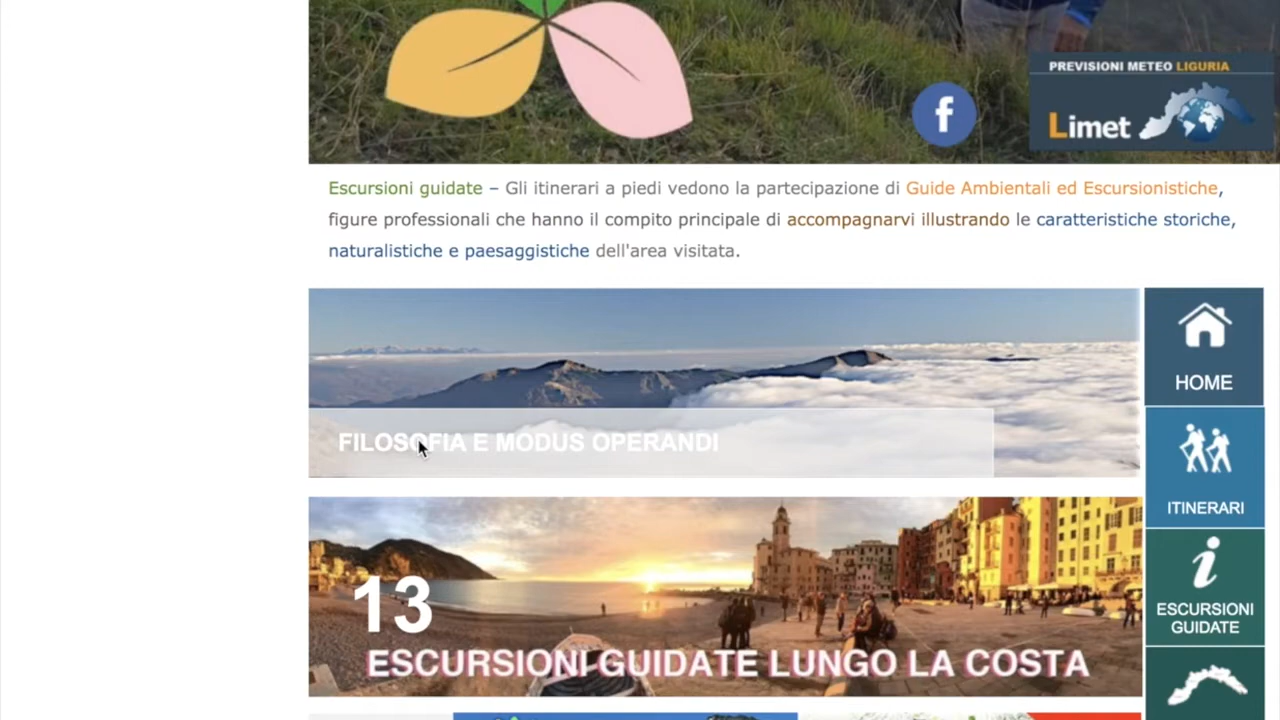 PREVISIONI METEO LIGURIA
Limet
f
Escursioni guidate – Gli itinerari a piedi vedono la partecipazione di Guide Ambientali ed Escursionistiche,
figure professionali che hanno il compito principale di accompagnarvi illustrando le caratteristiche storiche,
naturalistiche e paesaggistiche dell'area visitata.
HOME
FILOSOFIA E MODUS OPERANDI
ITINERARI
13
ESCURSIONI GUIDATE LUNGO LA COSTA
ESCURSIONI
GUIDATE